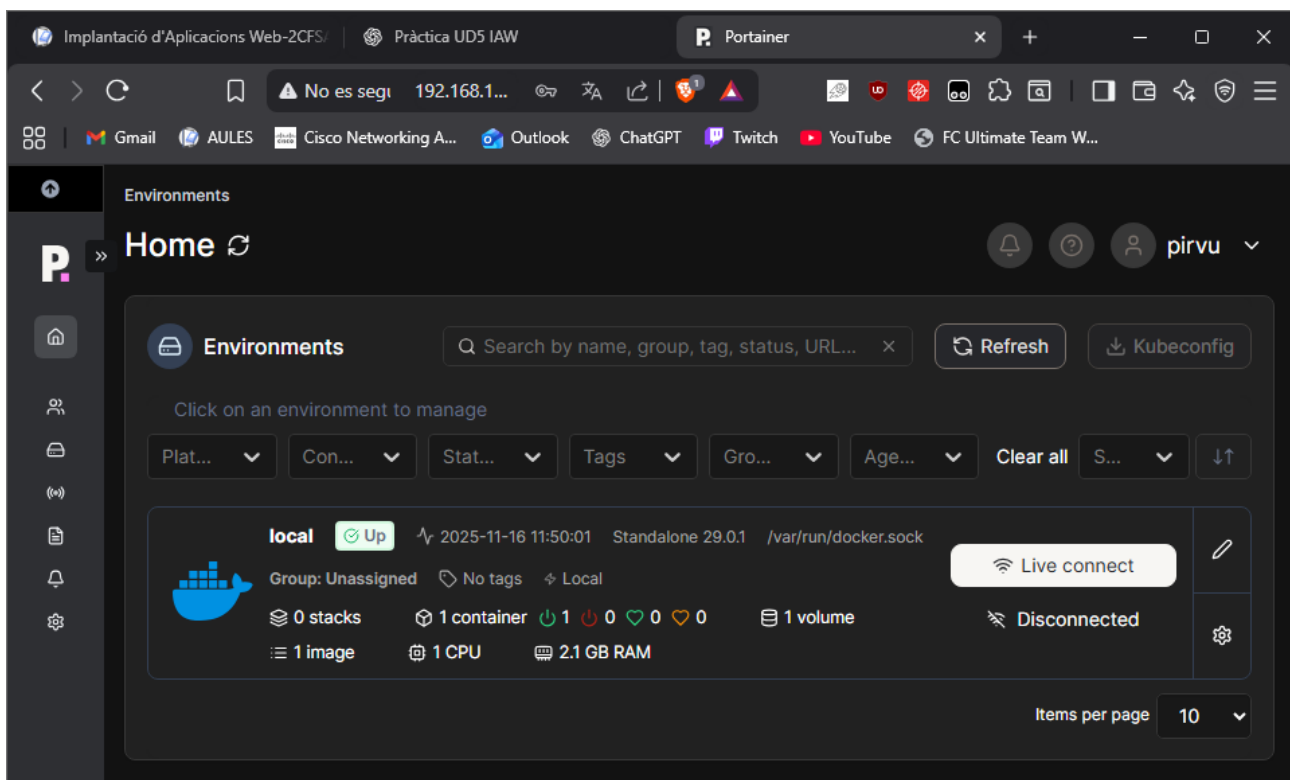 Implantació d'Aplicacions Web-2CFS/
Pràctica UD5 IAW
Portainer
No es segu 192.168.1...
1
Gmail AULES Cisco Networking A... Outlook ChatGPT Twitch YouTube FC Ultimate Team W...
Environments
Home
pirvu
Environments
Search by name, group, tag, status, URL...
Refresh
Kubeconfig
Click on an environment to manage
Plat... Con... Stat... Tags Gro... Age... Clear all S...
local Up 2025-11-16 11:50:01 Standalone 29.0.1 /var/run/docker.sock
Group: Unassigned No tags Local
0 stacks 1 container 1 0 0 0 1 volume
1 image 1 CPU 2.1 GB RAM
Live connect
Disconnected
Items per page 10